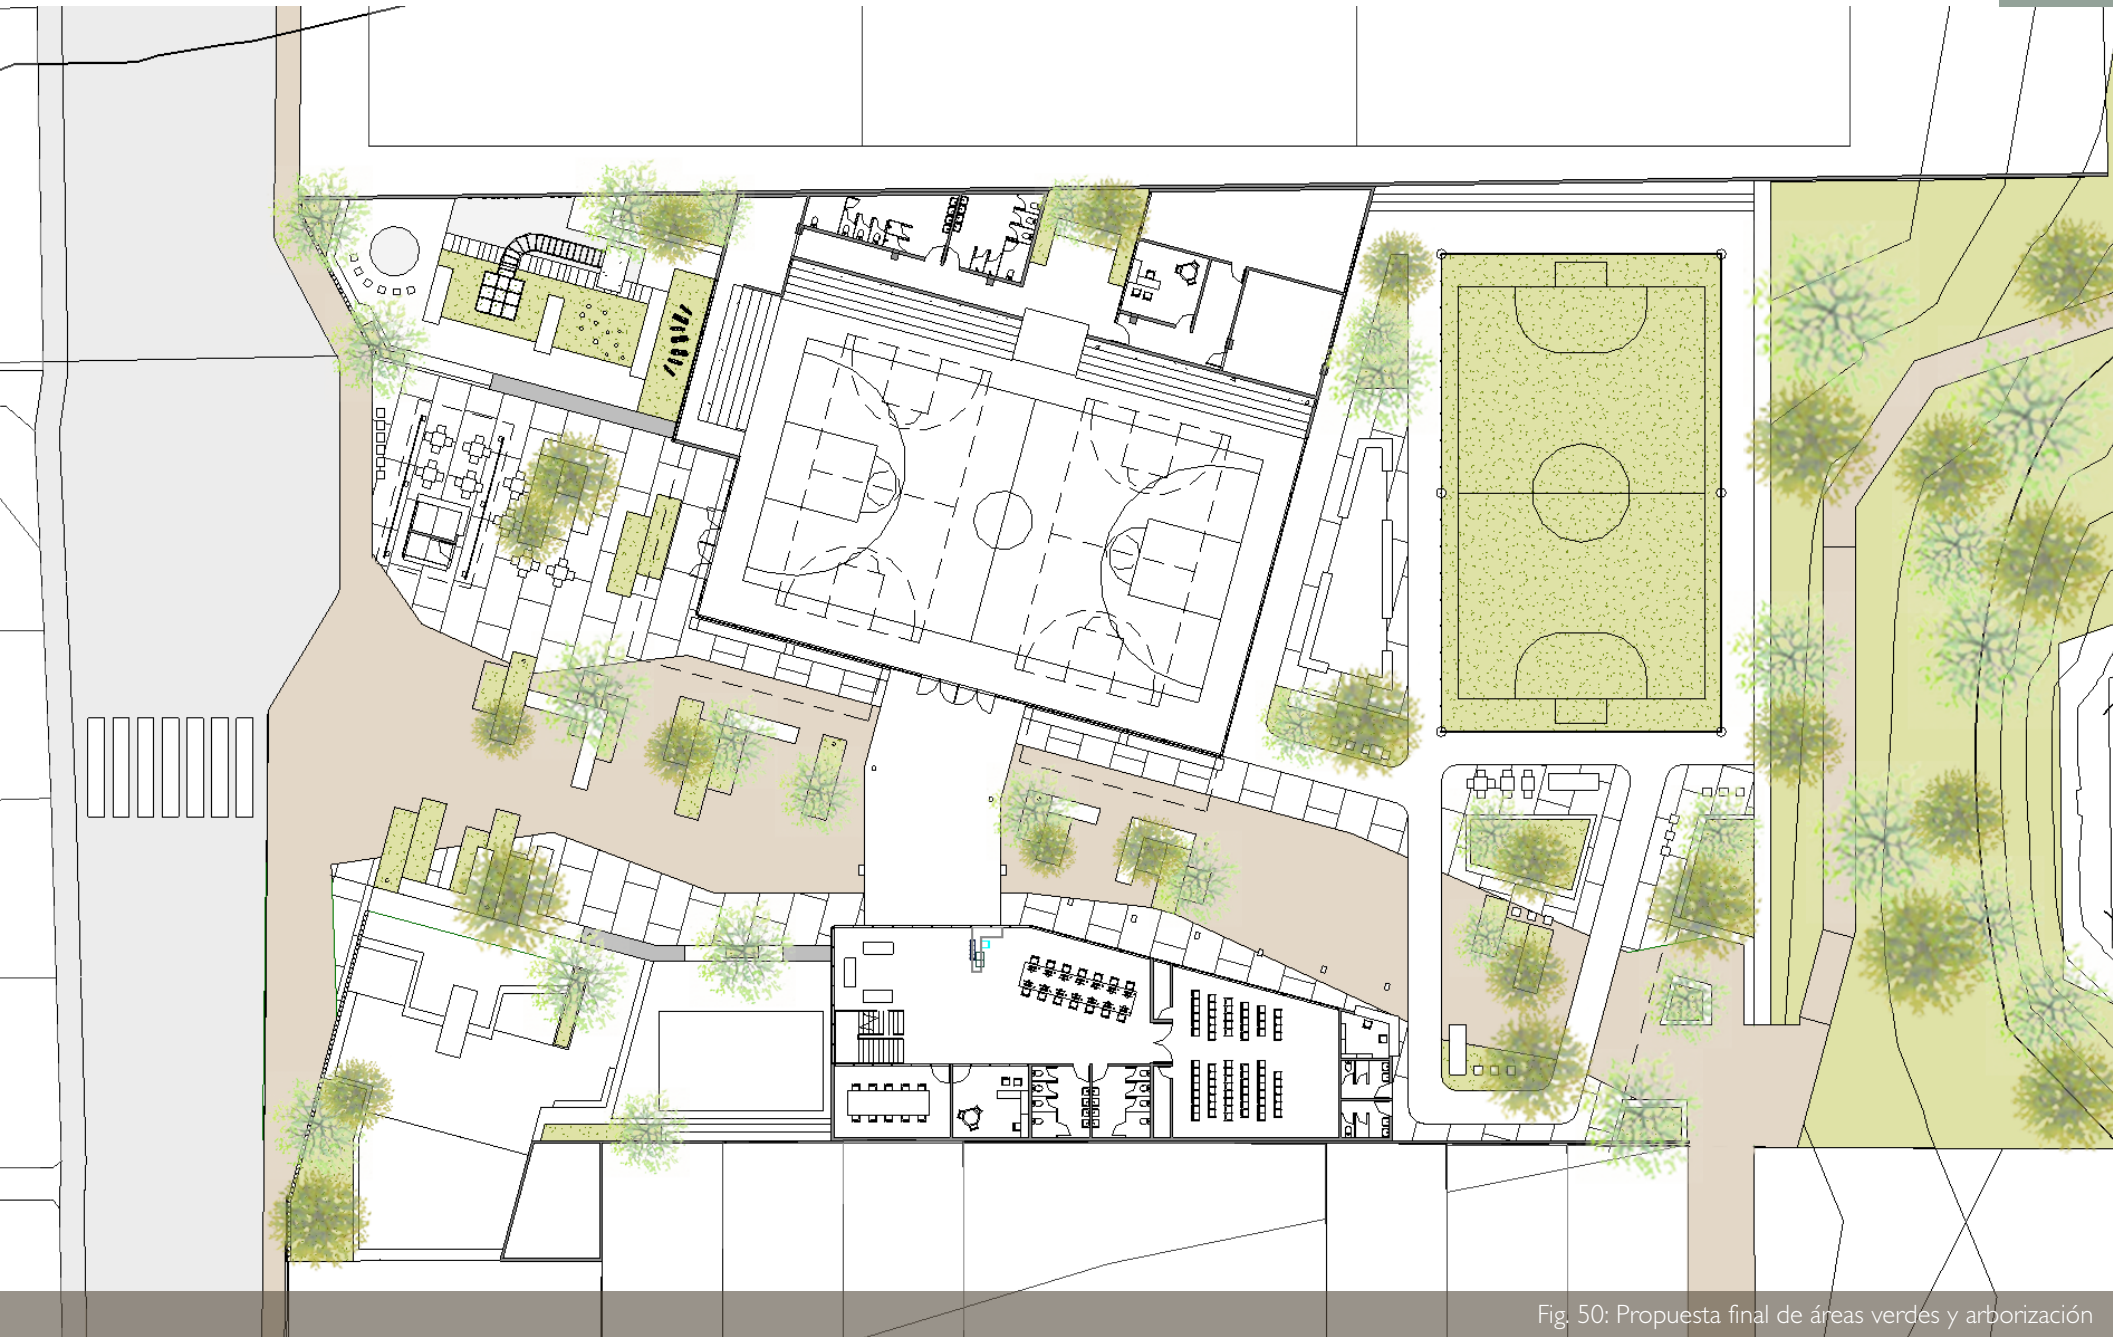 Fig. 50: Propuesta final de áreas verdes y arborización